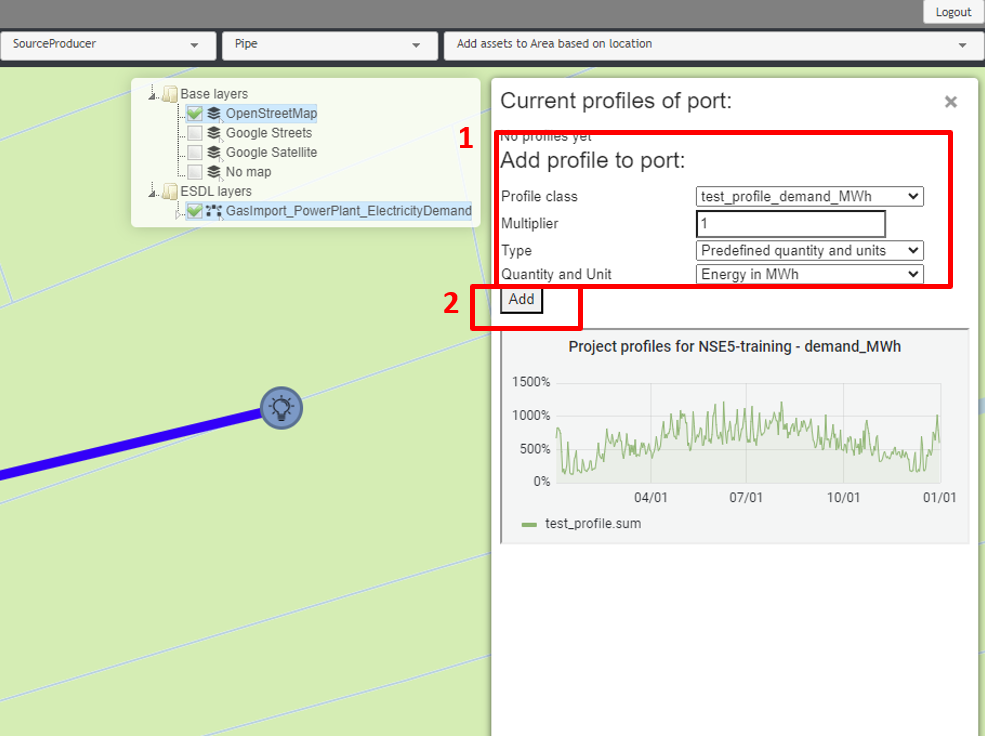 Logout
SourceProducer
Pipe
Add assets to Area based on location
Base layers
OpenStreetMap
Google Streets
Google Satellite
No map
ESDL layers
GasImport_PowerPlant_ElectricityDemand
Current profiles of port:
×
No profiles yet
1
Add profile to port:
Profile class test_profile_demand_MWh
Multiplier 1
Type Predefined quantity and units
Quantity and Unit Energy in MWh
2
Add
Project profiles for NSE5-training - demand_MWh
1500%
1000%
500%
0%
04/01 07/01 10/01 01/01
test_profile.sum